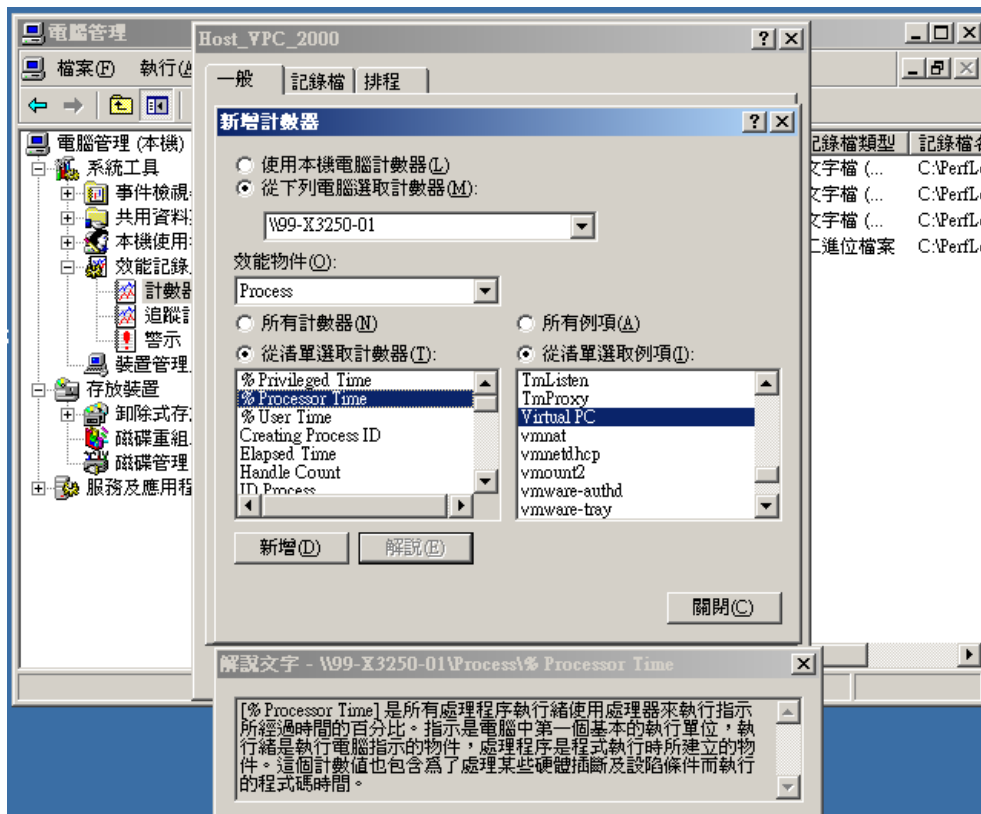 電腦管理
Host_VPC_2000
檔案(F) 執行(A
一般 記錄檔 排程
新增計數器
電腦管理 (本機)
系統工具
事件檢視
共用資料
本機使用
效能記錄
計數器
追蹤
警示
裝置管理
存放裝置
卸除式存
磁碟重組
磁碟管理
服務及應用程
使用本機電腦計數器(L)
從下列電腦選取計數器(M):
\\99-X3250-01
效能物件(O):
Process
所有計數器(N)
所有例項(A)
從清單選取計數器(T):
從清單選取例項(I):
% Privileged Time
% Processor Time
% User Time
Creating Process ID
Elapsed Time
Handle Count
ID Process
TmListen
TmProxy
Virtual PC
vmnat
vmnetdhcp
vmount2
vmware-authd
vmware-tray
新增(D) 解說(E)
關閉(C)
記錄檔類型 記錄檔名
文字檔 (... C:\PerfL
文字檔 (... C:\PerfL
文字檔 (... C:\PerfL
二進位檔案 C:\PerfL
解說文字 - \\99-X3250-01\Process\% Processor Time
[% Processor Time] 是所有處理程序執行緒使用處理器來執行指示
所經過時間的百分比。指示是電腦中第一個基本的執行單位，執
行緒是執行電腦指示的物件，處理程序是程式執行時所建立的物
件。這個計數值也包含為了處理某些硬體插斷及設陷條件而執行
的程式碼時間。